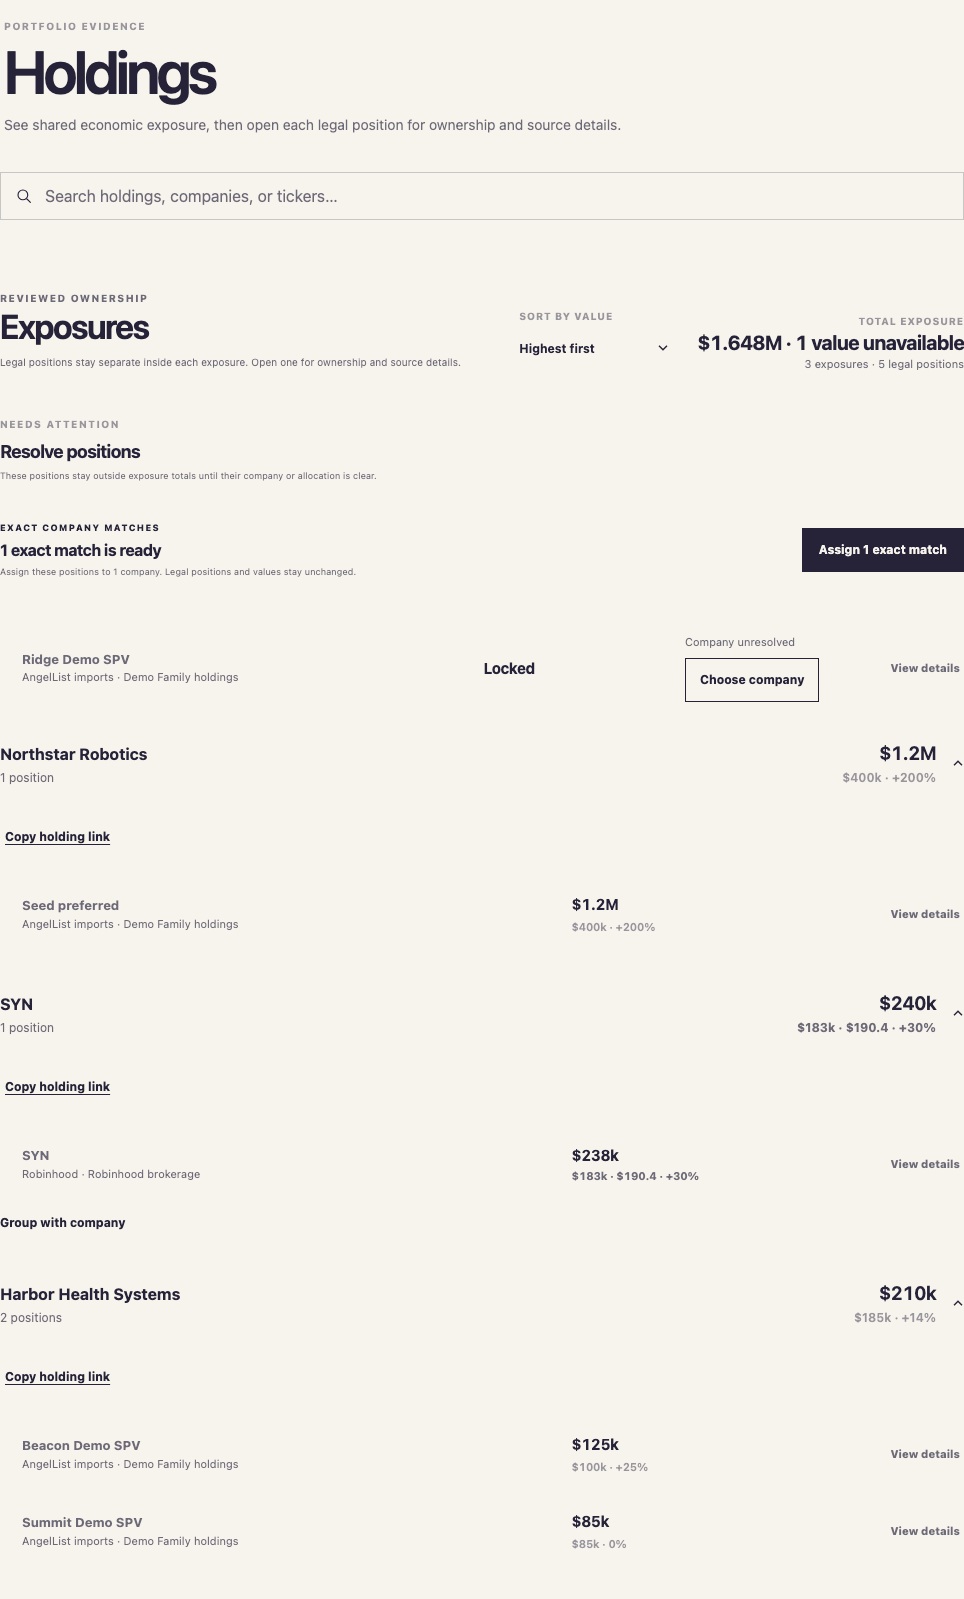 PORTFOLIO EVIDENCE
Holdings
See shared economic exposure, then open each legal position for ownership and source details.
Search holdings, companies, or tickers...
REVIEWED OWNERSHIP
Exposures
Legal positions stay separate inside each exposure. Open one for ownership and source details.
SORT BY VALUE
Highest first
TOTAL EXPOSURE
$1.648M · 1 value unavailable
3 exposures · 5 legal positions
NEEDS ATTENTION
Resolve positions
These positions stay outside exposure totals until their company or allocation is clear.
EXACT COMPANY MATCHES
1 exact match is ready
Assign these positions to 1 company. Legal positions and values stay unchanged.
Assign 1 exact match
Ridge Demo SPV
AngelList imports · Demo Family holdings
Locked
Company unresolved
Choose company
View details
Northstar Robotics
1 position
$1.2M
$400k · +200%
Copy holding link
Seed preferred
AngelList imports · Demo Family holdings
$1.2M
$400k · +200%
View details
SYN
1 position
$240k
$183k · $190.4 · +30%
Copy holding link
SYN
Robinhood · Robinhood brokerage
$238k
$183k · $190.4 · +30%
View details
Group with company
Harbor Health Systems
2 positions
$210k
$185k · +14%
Copy holding link
Beacon Demo SPV
AngelList imports · Demo Family holdings
$125k
$100k · +25%
View details
Summit Demo SPV
AngelList imports · Demo Family holdings
$85k
$85k · 0%
View details